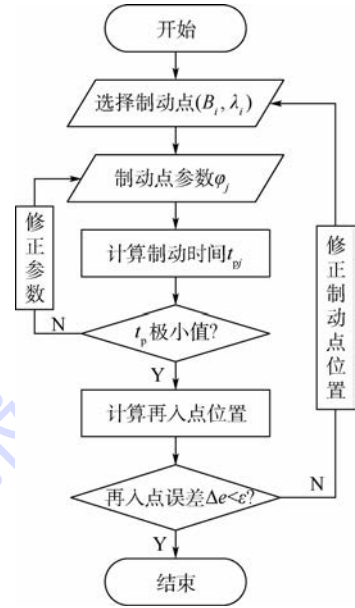 开始
选择制动点(Bᵢ, λᵢ)
制动点参数φⱼ
修正参数
计算制动时间tₚⱼ
修正制动点位置
N
tₚ极小值?
Y
计算再入点位置
N
再入点误差Δe<ε?
Y
结束